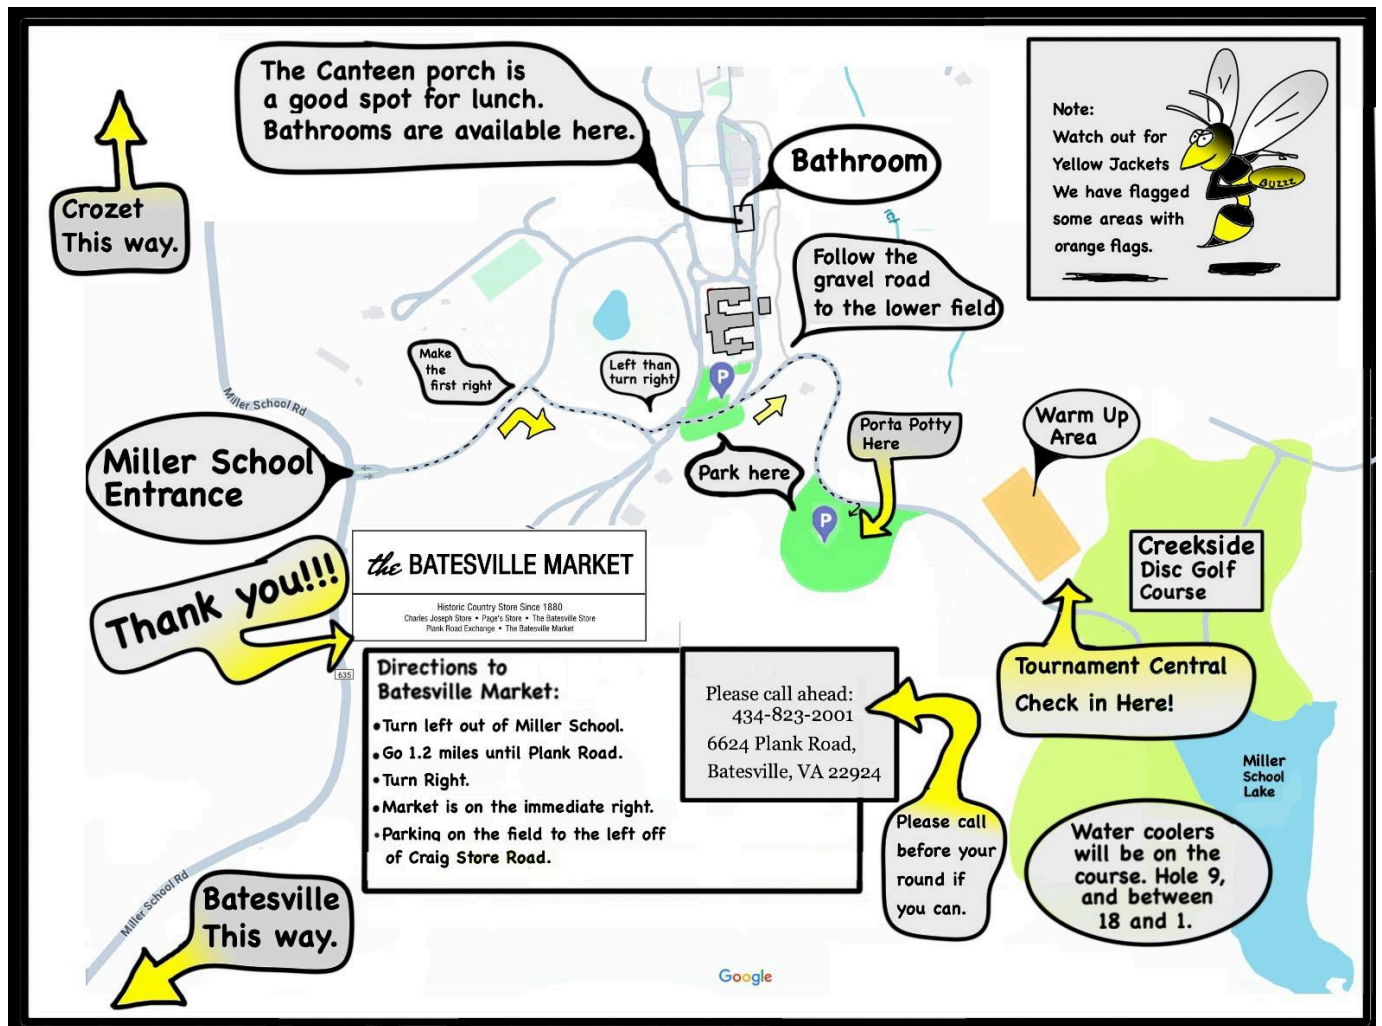 The Canteen porch is
a good spot for lunch.
Bathrooms are available here.
Crozet
This way.
Bathroom
Note:
Watch out for
Yellow Jackets
We have flagged
some areas with
orange flags.
Buzzz
Follow the
gravel road
to the lower field
Make
the
first right
Left than
turn right
P
Miller School Rd
Miller School
Entrance
Park here
Porta Potty
Here
P
Warm Up
Area
Creekside
Disc Golf
Course
Thank you!!!
the BATESVILLE MARKET
Historic Country Store Since 1880
Charles Joseph Store • Page's Store • The Batesville Store
Plank Road Exchange • The Batesville Market
635
Directions to
Batesville Market:
•Turn left out of Miller School.
•Go 1.2 miles until Plank Road.
•Turn Right.
•Market is on the immediate right.
•Parking on the field to the left off
of Craig Store Road.
Please call ahead:
434-823-2001
6624 Plank Road,
Batesville, VA 22924
Tournament Central
Check in Here!
Miller
School
Lake
Please call
before your
round if
you can.
Water coolers
will be on the
course. Hole 9,
and between
18 and 1.
Miller School Rd
Batesville
This way.
Google